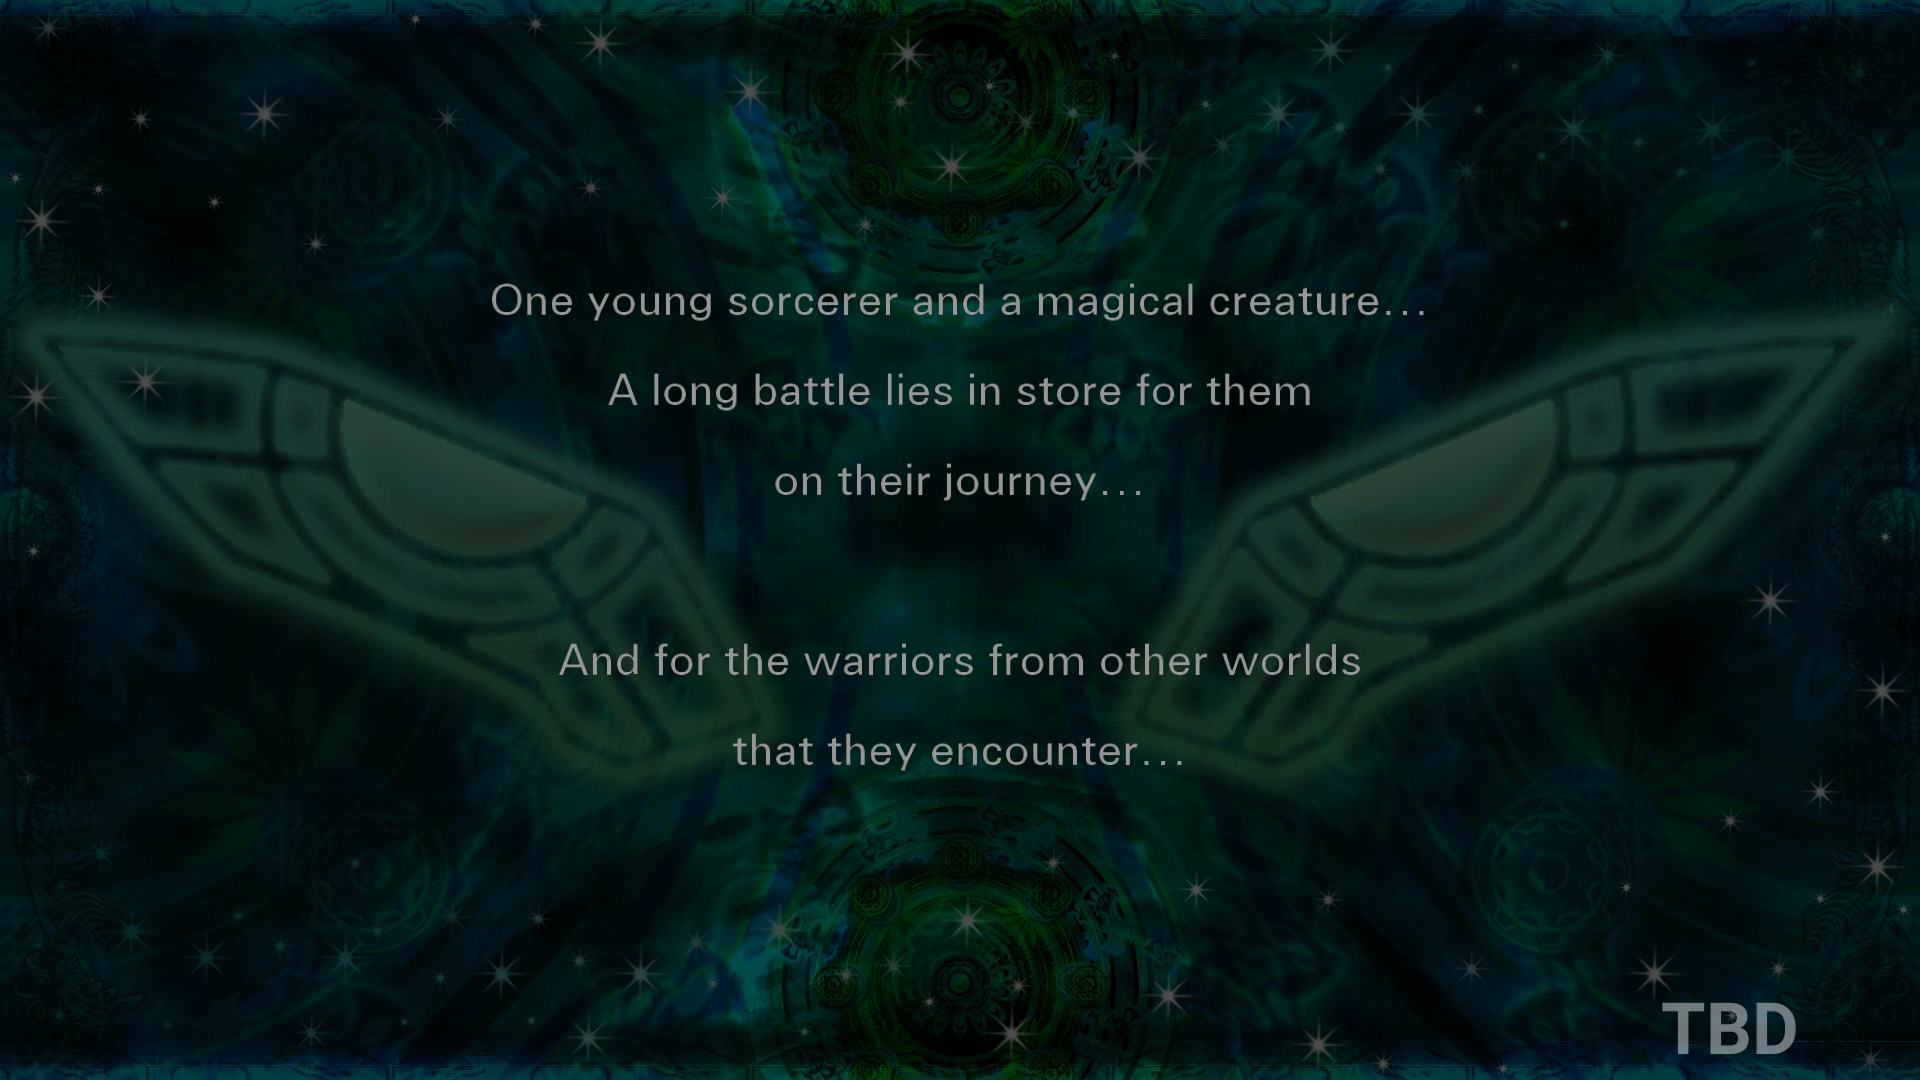 One young sorcerer and a magical creature...
A long battle lies in store for them
on their journey...
And for the warriors from other worlds
that they encounter...
TBD